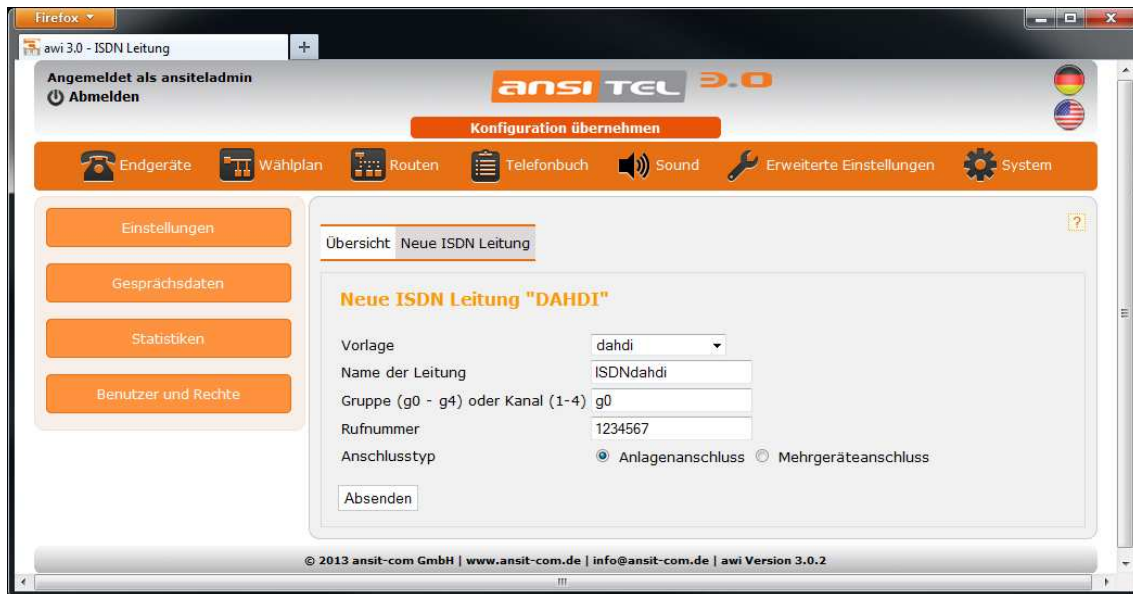 Firefox
awi 3.0 - ISDN Leitung
Angemeldet als ansiteladmin
Abmelden
ansi TEL 3.0
Konfiguration übernehmen
Endgeräte Wählplan Routen Telefonbuch Sound Erweiterte Einstellungen System
Einstellungen
Gesprächsdaten
Statistiken
Benutzer und Rechte
?
Übersicht Neue ISDN Leitung
Neue ISDN Leitung "DAHDI"
Vorlage dahdi
Name der Leitung ISDNdahdi
Gruppe (g0 - g4) oder Kanal (1-4) g0
Rufnummer 1234567
Anschlusstyp Anlagenanschluss Mehrgeräteanschluss
Absenden
© 2013 ansit-com GmbH | www.ansit-com.de | info@ansit-com.de | awi Version 3.0.2